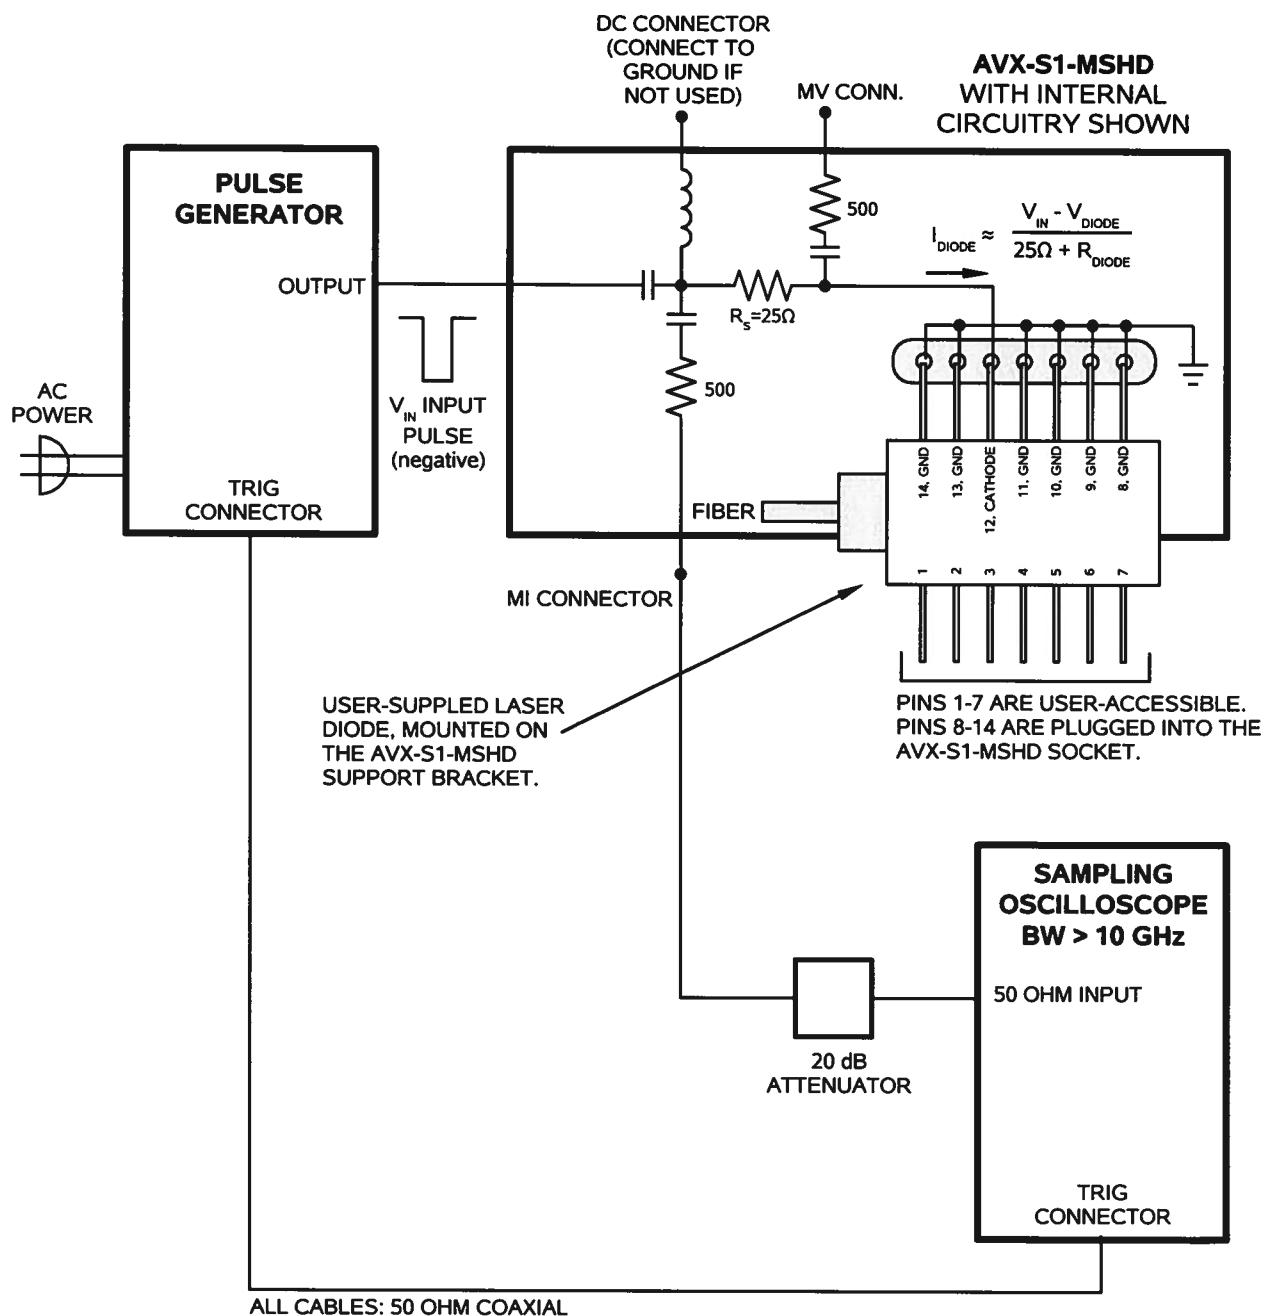 DC CONNECTOR
(CONNECT TO
GROUND IF
NOT USED)
MV CONN.
AVX-S1-MSHD
WITH INTERNAL
CIRCUITRY SHOWN
PULSE
GENERATOR
OUTPUT
500
I_DIODE ≈ V_IN - V_DIODE
25Ω + R_DIODE
R_S=25Ω
500
V_IN INPUT
PULSE
(negative)
AC
POWER
TRIG
CONNECTOR
FIBER
14. GND
13. GND
12. CATHODE
11. GND
10. GND
9. GND
8. GND
1
2
3
4
5
6
7
MI CONNECTOR
USER-SUPPLED LASER
DIODE, MOUNTED ON
THE AVX-S1-MSHD
SUPPORT BRACKET.
PINS 1-7 ARE USER-ACCESSIBLE.
PINS 8-14 ARE PLUGGED INTO THE
AVX-S1-MSHD SOCKET.
SAMPLING
OSCILLOSCOPE
BW > 10 GHz
50 OHM INPUT
20 dB
ATTENUATOR
TRIG
CONNECTOR
ALL CABLES: 50 OHM COAXIAL